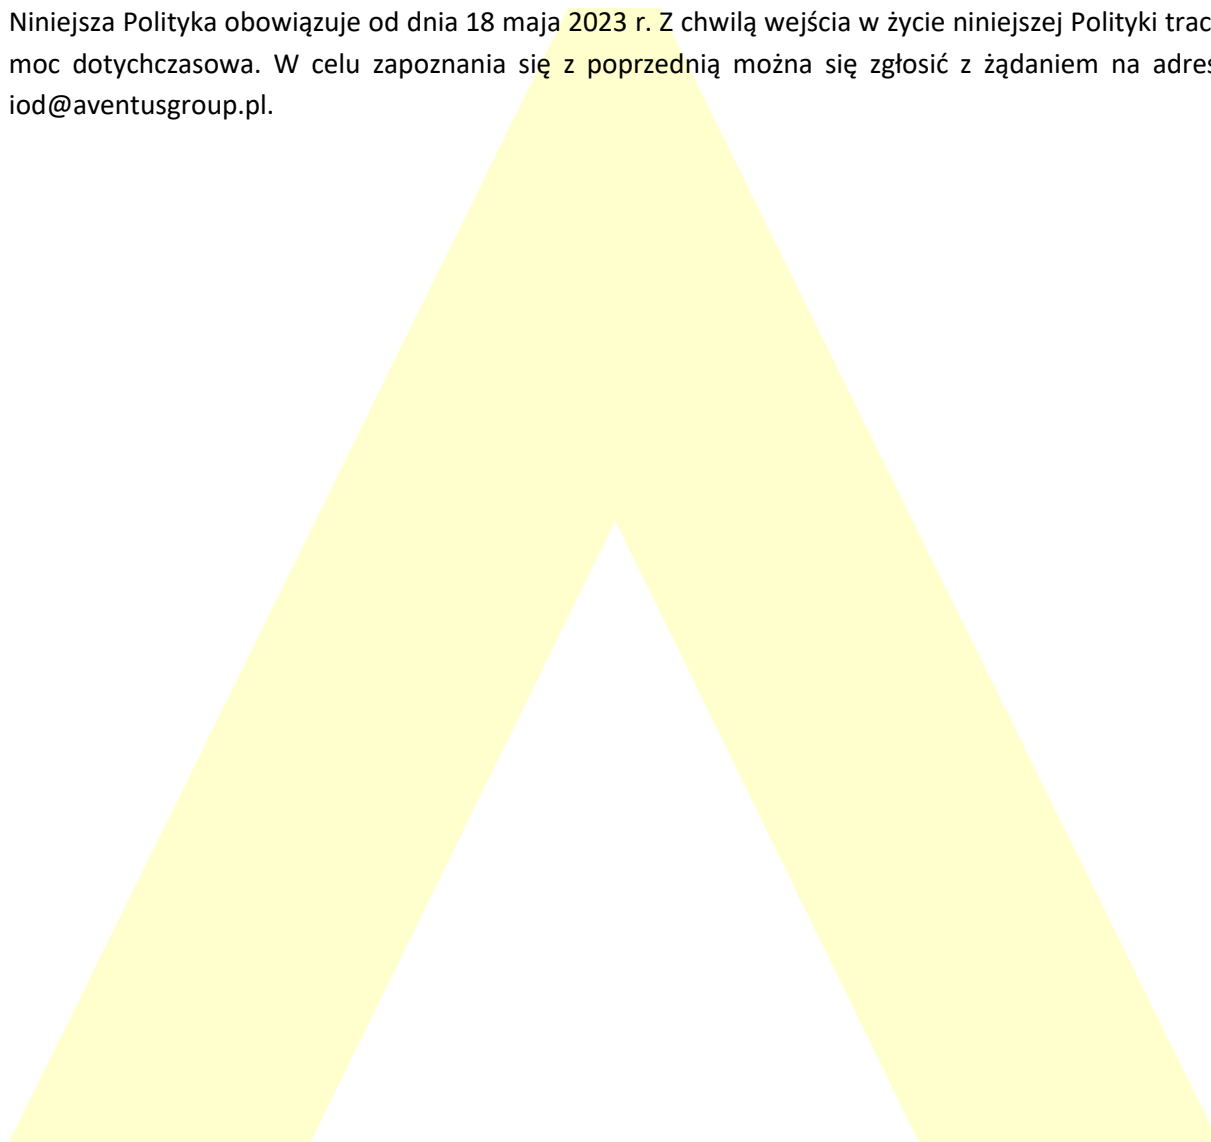 Niniejsza Polityka obowiązuje od dnia 18 maja 2023 r. Z chwilą wejścia w życie niniejszej Polityki trac
moc dotychczasowa. W celu zapoznania się z poprzednią można się zgłosić z żądaniem na adres
iod@aventusgroup.pl.